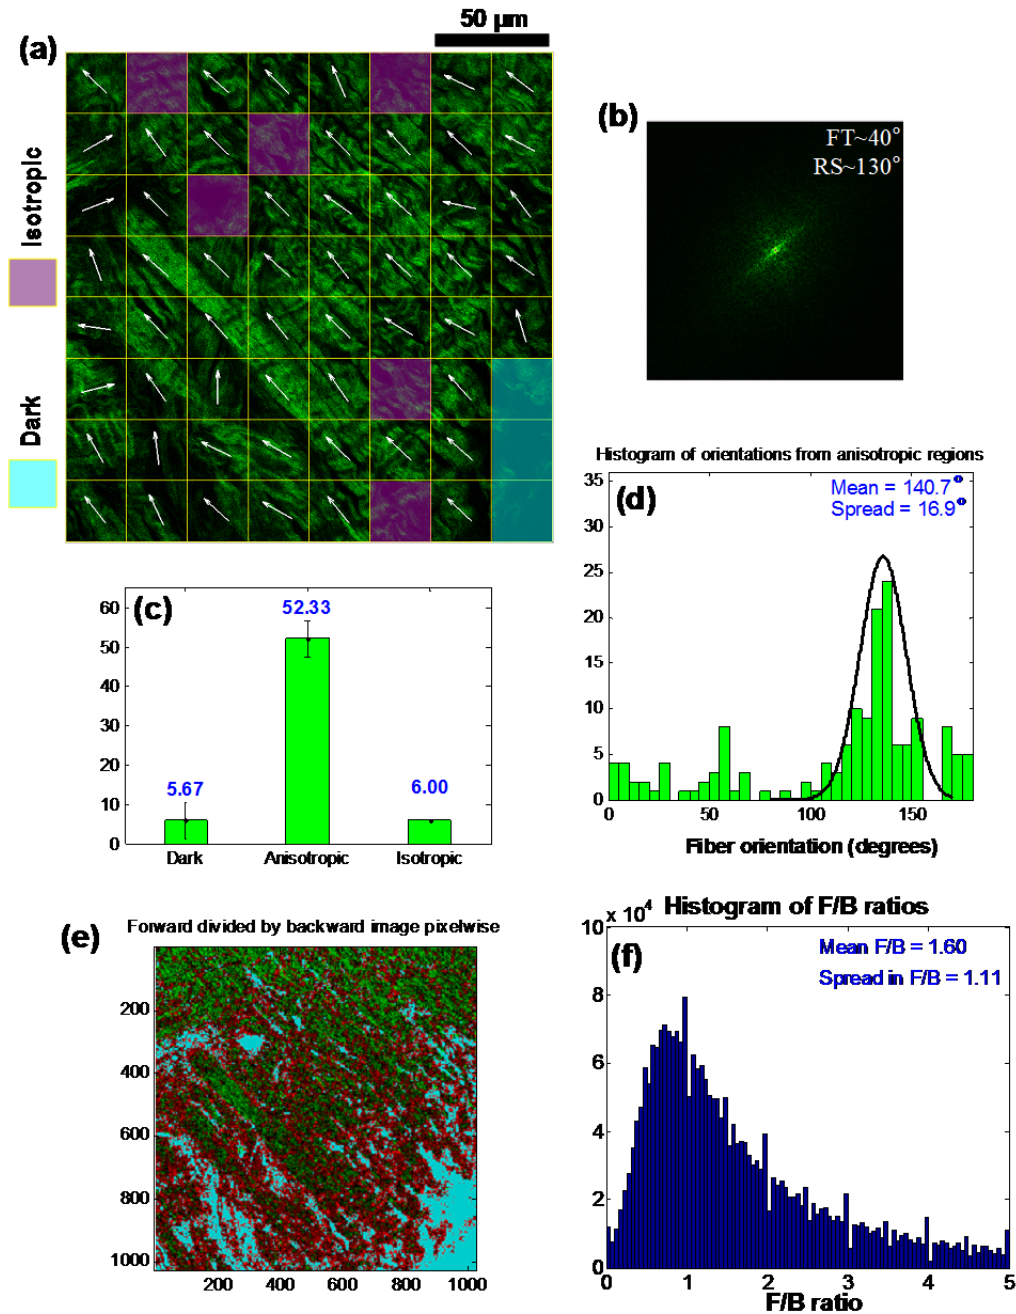 50 µm
(a)
Isotropic
Dark
(b)
FT~40°
RS~130°
(c)
60
50
40
30
20
10
0
5.67
52.33
6.00
Dark
Anisotropic
Isotropic
Histogram of orientations from anisotropic regions
(d)
Mean = 140.7°
Spread = 16.9°
35
30
25
20
15
10
5
0
0
50
100
150
Fiber orientation (degrees)
(e)
Forward divided by backward image pixelwise
200
400
600
800
1000
200
400
600
800
1000
Histogram of F/B ratios
x 10⁴
(f)
Mean F/B = 1.60
Spread in F/B = 1.11
10
8
6
4
2
0
0
1
2
3
4
5
F/B ratio